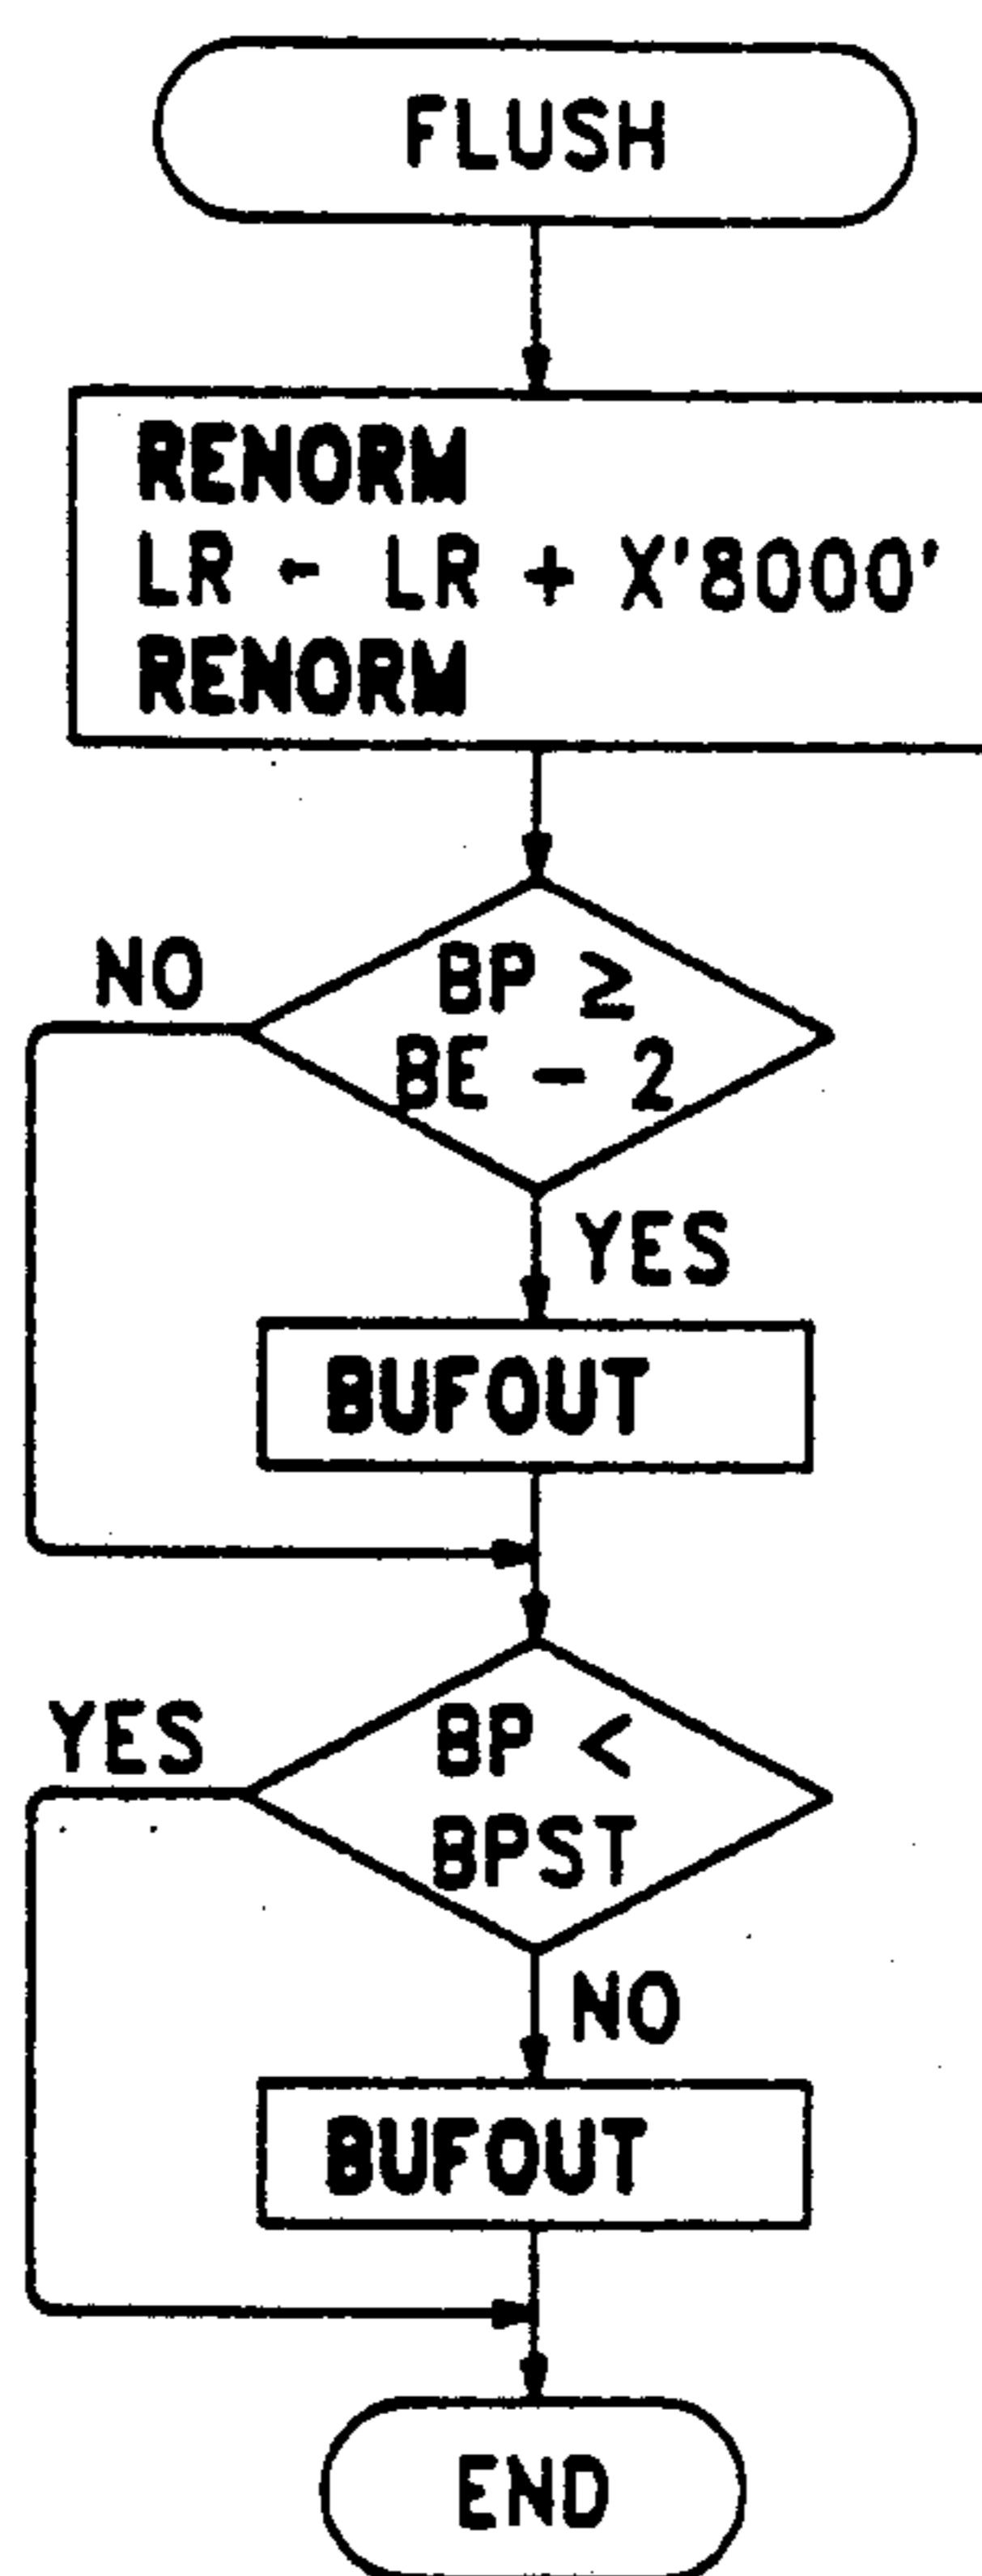 FLUSH
RENORM
LR ← LR + X'8000'
RENORM
NO
BP ≥
BE - 2
YES
BUFOUT
YES
BP <
BPST
NO
BUFOUT
END